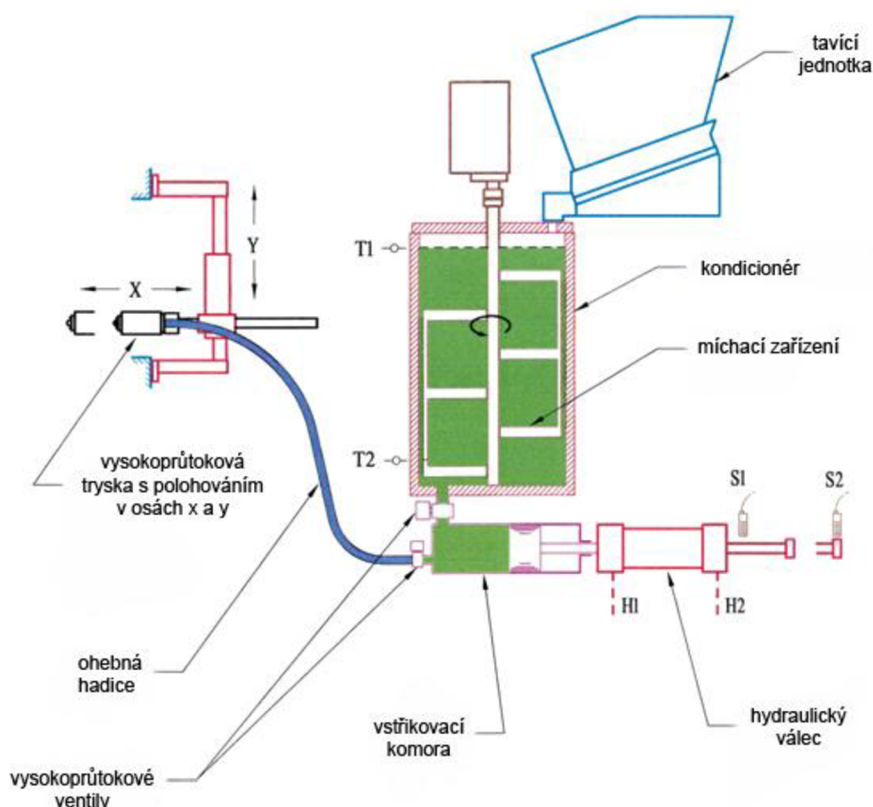 tavící
jednotka
T1
Y
X
kondicionér
míchací zařízení
T2
vysokoprůtoková
tryska s polohováním
v osách x a y
S1
S2
H1
H2
ohebná
hadice
vstřikovací
komora
hydraulický
válec
vysokoprůtokové
ventily